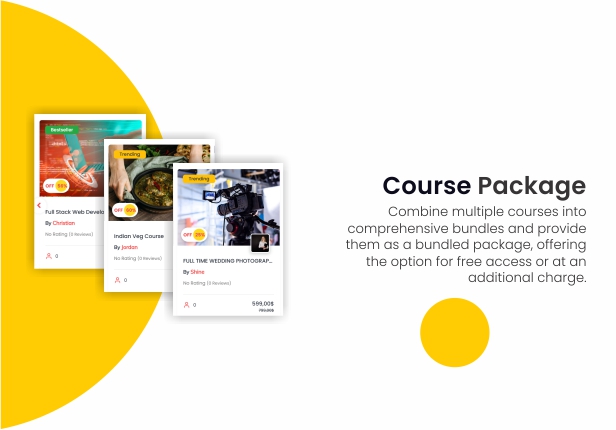 Bestseller
OFF 50%
Full Stack Web Develo
By Christian
No Rating (0 Reviews)
0
Trending
OFF 40%
Indian Veg Course
By Jordan
No Rating (0 Reviews)
0
Trending
OFF 25%
FULL TIME WEDDING PHOTOGRAP...
By Shine
No Rating (0 Reviews)
0
599,00$
799,00$
Course Package
Combine multiple courses into
comprehensive bundles and provide
them as a bundled package, offering
the option for free access or at an
additional charge.